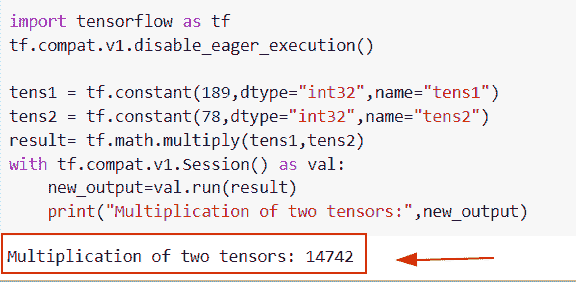 import tensorflow as tf
tf.compat.v1.disable_eager_execution()
tens1 = tf.constant(189,dtype="int32",name="tens1")
tens2 = tf.constant(78,dtype="int32",name="tens2")
result= tf.math.multiply(tens1,tens2)
with tf.compat.v1.Session() as val:
    new_output=val.run(result)
    print("Multiplication of two tensors:",new_output)
Multiplication of two tensors: 14742